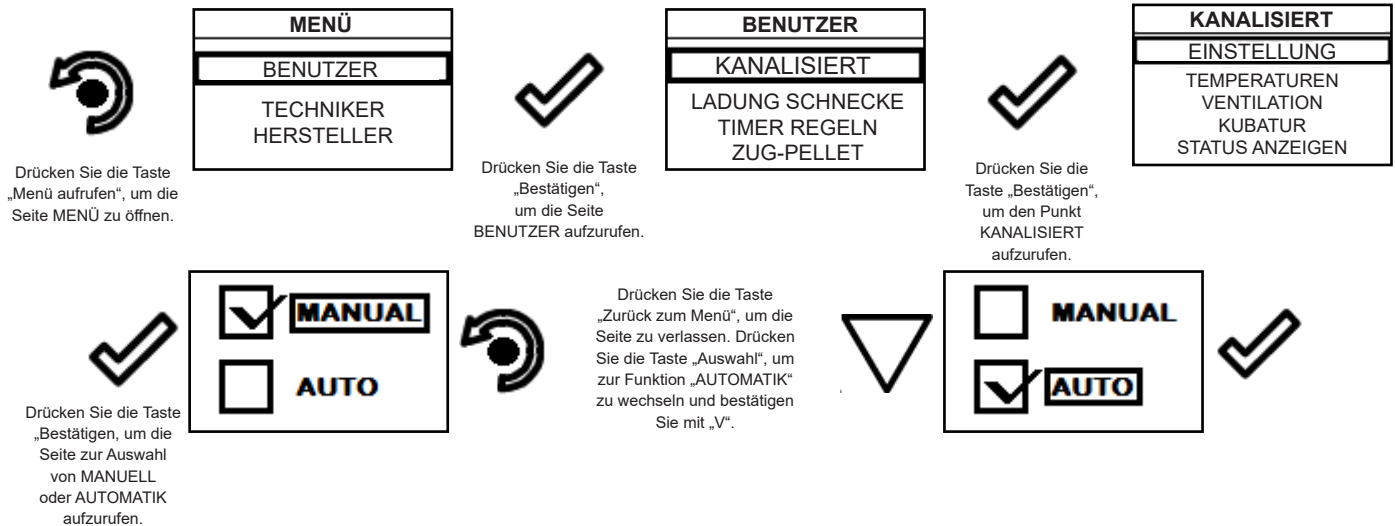 MENÜ
BENUTZER
TECHNIKER
HERSTELLER
Drücken Sie die Taste
„Menü aufrufen“, um die
Seite MENÜ zu öffnen.
BENUTZER
KANALISIERT
LADUNG SCHNECKE
TIMER REGELN
ZUG-PELLET
Drücken Sie die Taste
„Bestätigen“,
um die Seite
BENUTZER aufzurufen.
KANALISIERT
EINSTELLUNG
TEMPERATUREN
VENTILATION
KUBATUR
STATUS ANZEIGEN
Drücken Sie die
Taste „Bestätigen“,
um den Punkt
KANALISIERT
aufzurufen.
Drücken Sie die Taste
„Bestätigen, um die
Seite zur Auswahl
von MANUELL
oder AUTOMATIK
aufzurufen.
MANUAL
AUTO
Drücken Sie die Taste
„Zurück zum Menü“, um die
Seite zu verlassen. Drücken
Sie die Taste „Auswahl“, um
zur Funktion „AUTOMATIK“
zu wechseln und bestätigen
Sie mit „V“.
MANUAL
AUTO